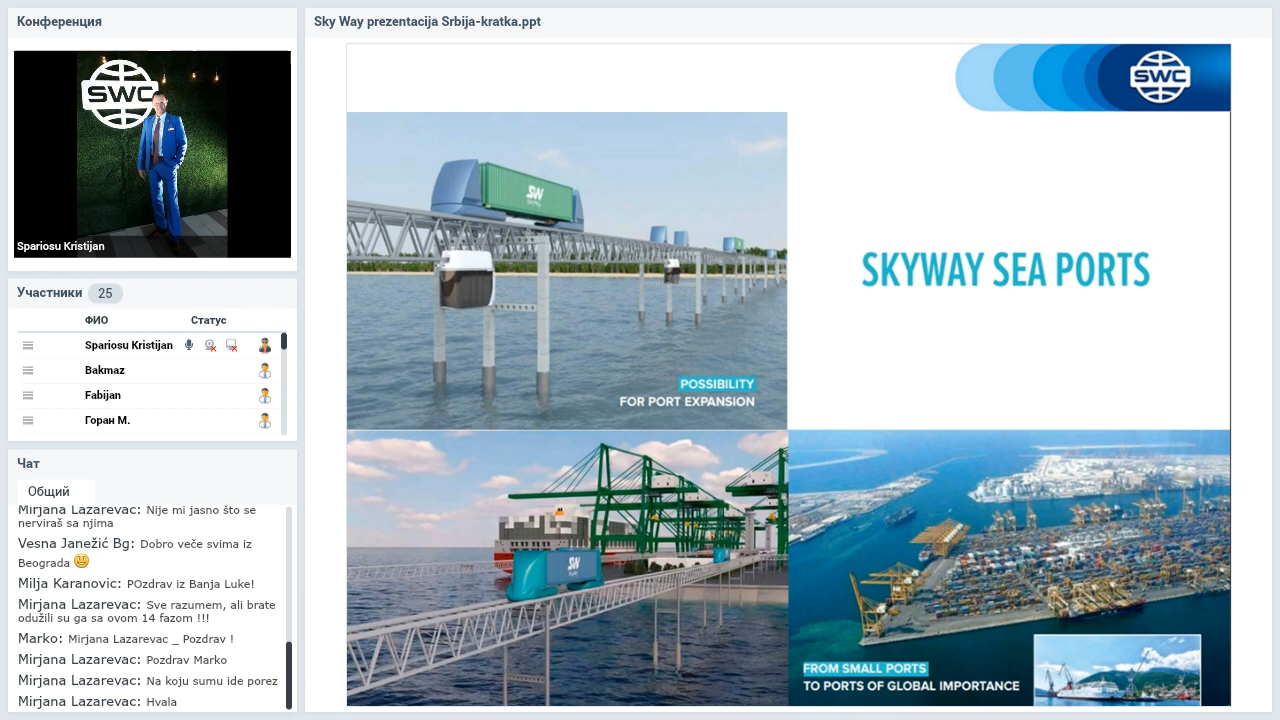 Конференция
SWC
Spariosu Kristijan
Участники 25
ФИО Статус
Spariosu Kristijan
Bakmaz
Fabijan
Горан М.
Чат
Общий
Mirjana Lazarevac: Nije mi jasno što se
nerviraš sa njima
Vesna Janežić Bg: Dobro veče svima iz
Beograda
Milja Karanovic: POzdrav iz Banja Luke!
Mirjana Lazarevac: Sve razumem, ali brate
odužili su ga sa ovom 14 fazom !!!
Marko: Mirjana Lazarevac _ Pozdrav !
Mirjana Lazarevac: Pozdrav Marko
Mirjana Lazarevac: Na koju sumu ide porez
Mirjana Lazarevac: Hvala
Sky Way prezentacija Srbija-kratka.ppt
SWC
SW
POSSIBILITY
FOR PORT EXPANSION
SKYWAY SEA PORTS
SW
FROM SMALL PORTS
TO PORTS OF GLOBAL IMPORTANCE